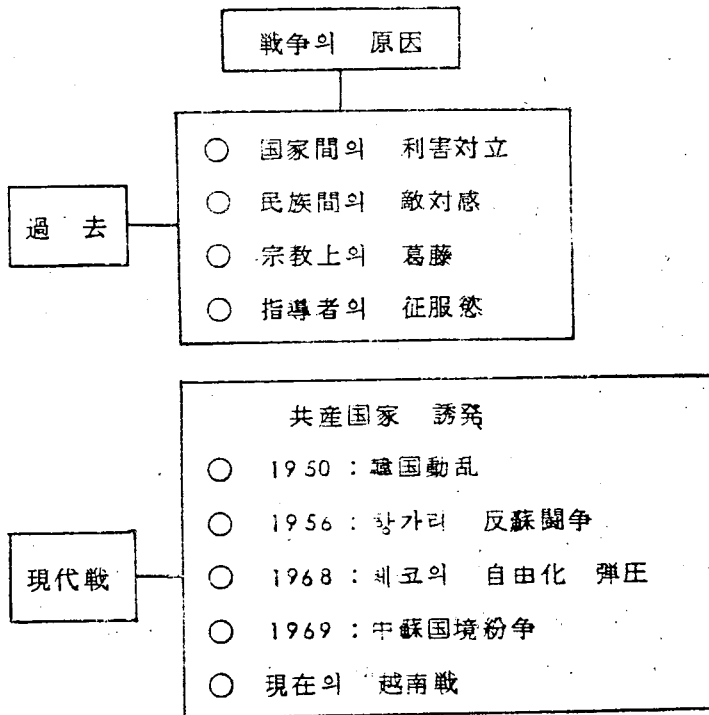 戦争의 原因
過去
○ 国家間의 利害対立
○ 民族間의 敵対感
○ 宗教上의 葛藤
○ 指導者의 征服慾
現代戦
共産国家 誘発
○ 1950 : 韓国動乱
○ 1956 : 항가리 反蘇闘争
○ 1968 : 체코의 自由化 弾圧
○ 1969 : 中蘇国境紛争
○ 現在의 越南戦